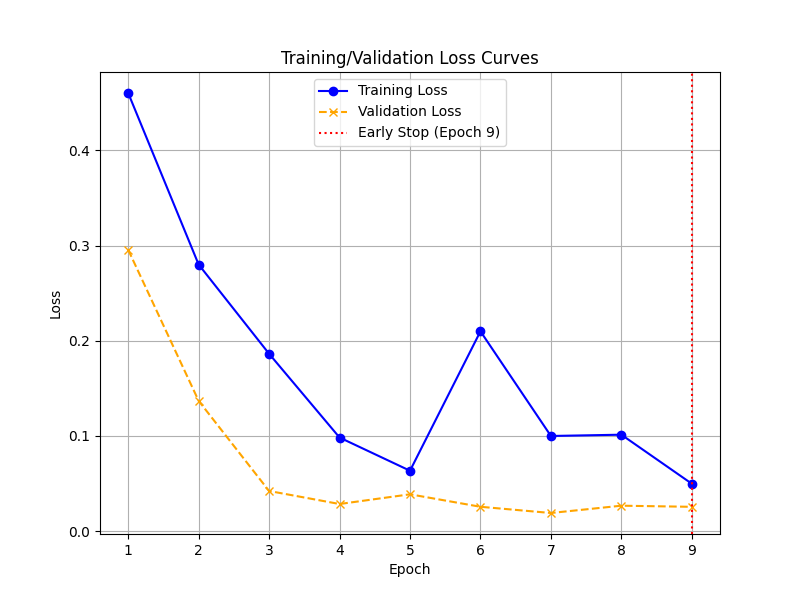 Training/Validation Loss Curves
Training Loss
Validation Loss
Early Stop (Epoch 9)
Loss
0.4
0.3
0.2
0.1
0.0
1 2 3 4 5 6 7 8 9
Epoch